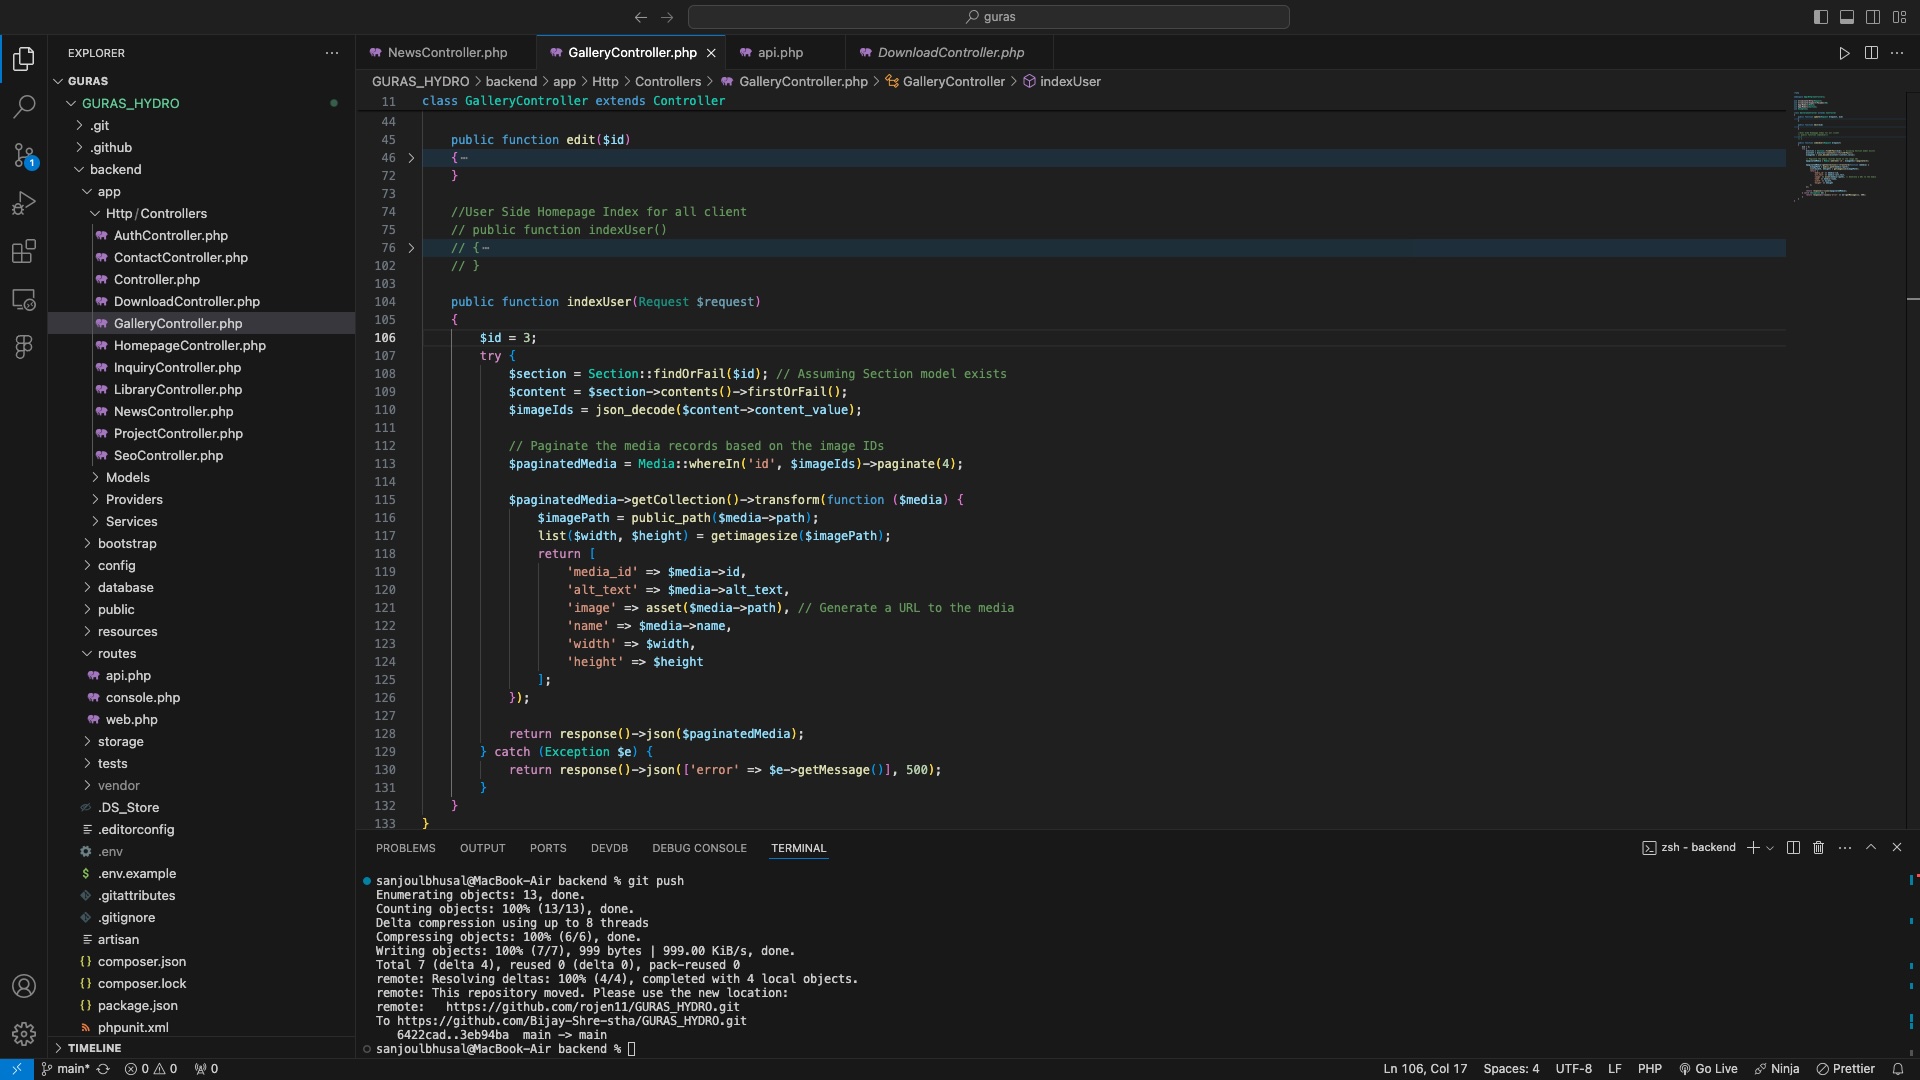 guras
EXPLORER
GURAS
GURAS_HYDRO
.git
.github
backend
app
Http/Controllers
AuthController.php
ContactController.php
Controller.php
DownloadController.php
GalleryController.php
HomepageController.php
InquiryController.php
LibraryController.php
NewsController.php
ProjectController.php
SeoController.php
Models
Providers
Services
bootstrap
config
database
public
resources
routes
api.php
console.php
web.php
storage
tests
vendor
.DS_Store
.editorconfig
.env
.env.example
.gitattributes
.gitignore
artisan
composer.json
composer.lock
package.json
phpunit.xml
TIMELINE
1
NewsController.php
GalleryController.php
api.php
DownloadController.php
GURAS_HYDRO > backend > app > Http > Controllers > GalleryController.php > GalleryController > indexUser
11 class GalleryController extends Controller
44
45 public function edit($id)
46 {⋯
72 }
73
74 //User Side Homepage Index for all client
75 // public function indexUser()
76 // {⋯
102 // }
103
104 public function indexUser(Request $request)
105 {
106 $id = 3;
107 try {
108 $section = Section::findOrFail($id); // Assuming Section model exists
109 $content = $section->contents()->firstOrFail();
110 $imageIds = json_decode($content->content_value);
111
112 // Paginate the media records based on the image IDs
113 $paginatedMedia = Media::whereIn('id', $imageIds)->paginate(4);
114
115 $paginatedMedia->getCollection()->transform(function ($media) {
116 $imagePath = public_path($media->path);
117 list($width, $height) = getimagesize($imagePath);
118 return [
119 'media_id' => $media->id,
120 'alt_text' => $media->alt_text,
121 'image' => asset($media->path), // Generate a URL to the media
122 'name' => $media->name,
123 'width' => $width,
124 'height' => $height
125 ];
126 });
127
128 return response()->json($paginatedMedia);
129 } catch (Exception $e) {
130 return response()->json(['error' => $e->getMessage()], 500);
131 }
132 }
133 }
PROBLEMS OUTPUT PORTS DEVDB DEBUG CONSOLE TERMINAL
zsh - backend
sanjoulbhusal@MacBook-Air backend % git push
Enumerating objects: 13, done.
Counting objects: 100% (13/13), done.
Delta compression using up to 8 threads
Compressing objects: 100% (6/6), done.
Writing objects: 100% (7/7), 999 bytes | 999.00 KiB/s, done.
Total 7 (delta 4), reused 0 (delta 0), pack-reused 0
remote: Resolving deltas: 100% (4/4), completed with 4 local objects.
remote: This repository moved. Please use the new location:
remote:   https://github.com/rojen11/GURAS_HYDRO.git
To https://github.com/Bijay-Shre-stha/GURAS_HYDRO.git
   6422cad..3eb94ba  main -> main
sanjoulbhusal@MacBook-Air backend %
main* 0 0 0
Ln 106, Col 17 Spaces: 4 UTF-8 LF PHP Go Live Ninja Prettier